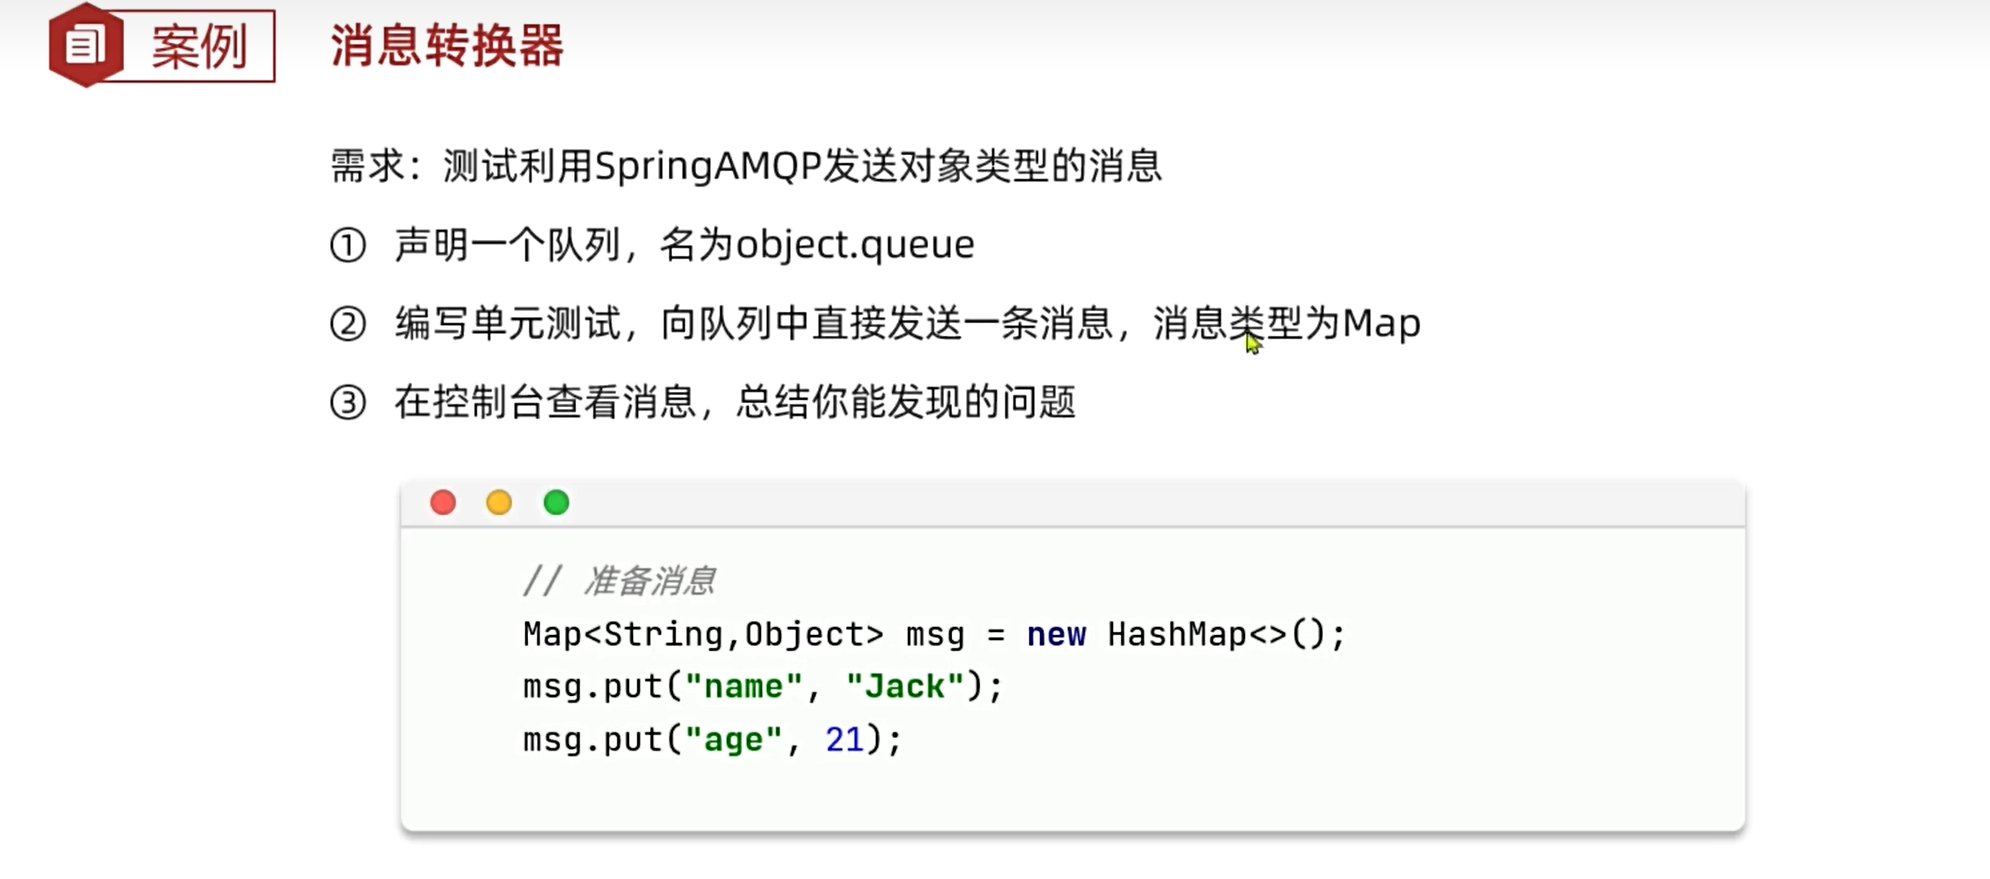 案例
消息转换器
需求：测试利用SpringAMQP发送对象类型的消息
① 声明一个队列，名为object.queue
② 编写单元测试，向队列中直接发送一条消息，消息类型为Map
③ 在控制台查看消息，总结你能发现的问题
// 准备消息
Map<String,Object> msg = new HashMap<>();
msg.put("name", "Jack");
msg.put("age", 21);